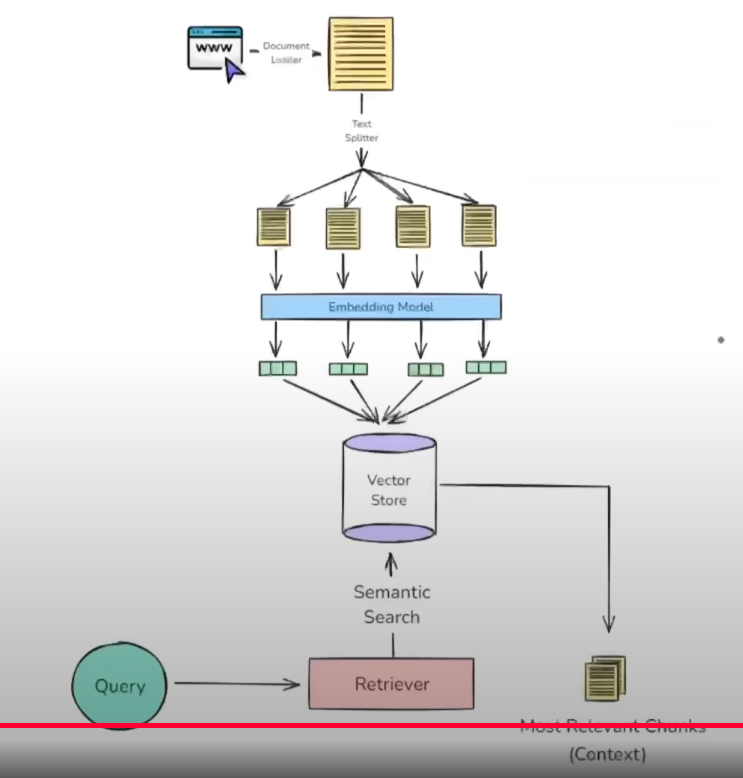 www
Document
Loader
Text
Splitter
Embedding Model
Vector
Store
Semantic
Search
Query
Retriever
Most Relevant Chunks
(Context)